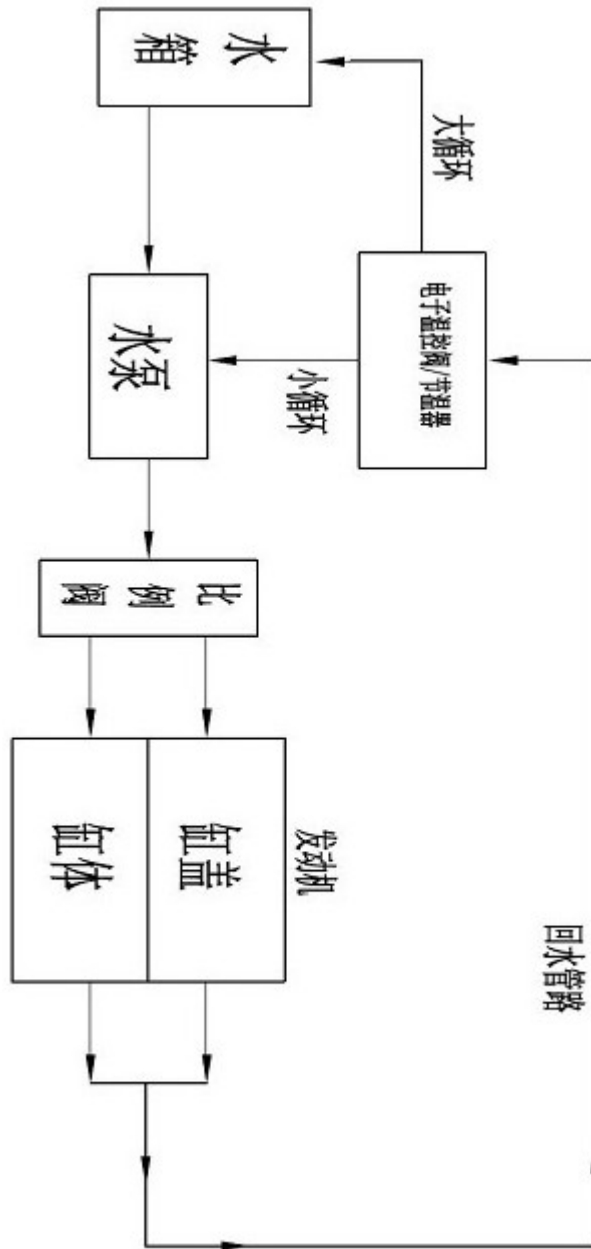 回水管路
大循环
电子温控阀/节温器
小循环
发动机
水箱
水泵
比例阀
缸盖
缸体